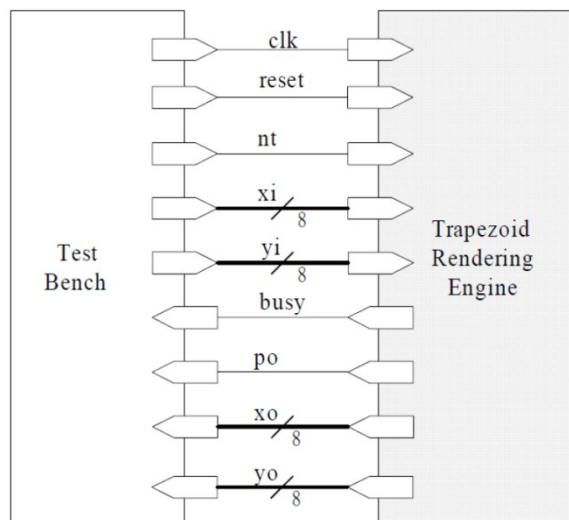 clk
reset
nt
xi
8
Test
Bench
yi
8
Trapezoid
Rendering
Engine
busy
po
xo
8
yo
8